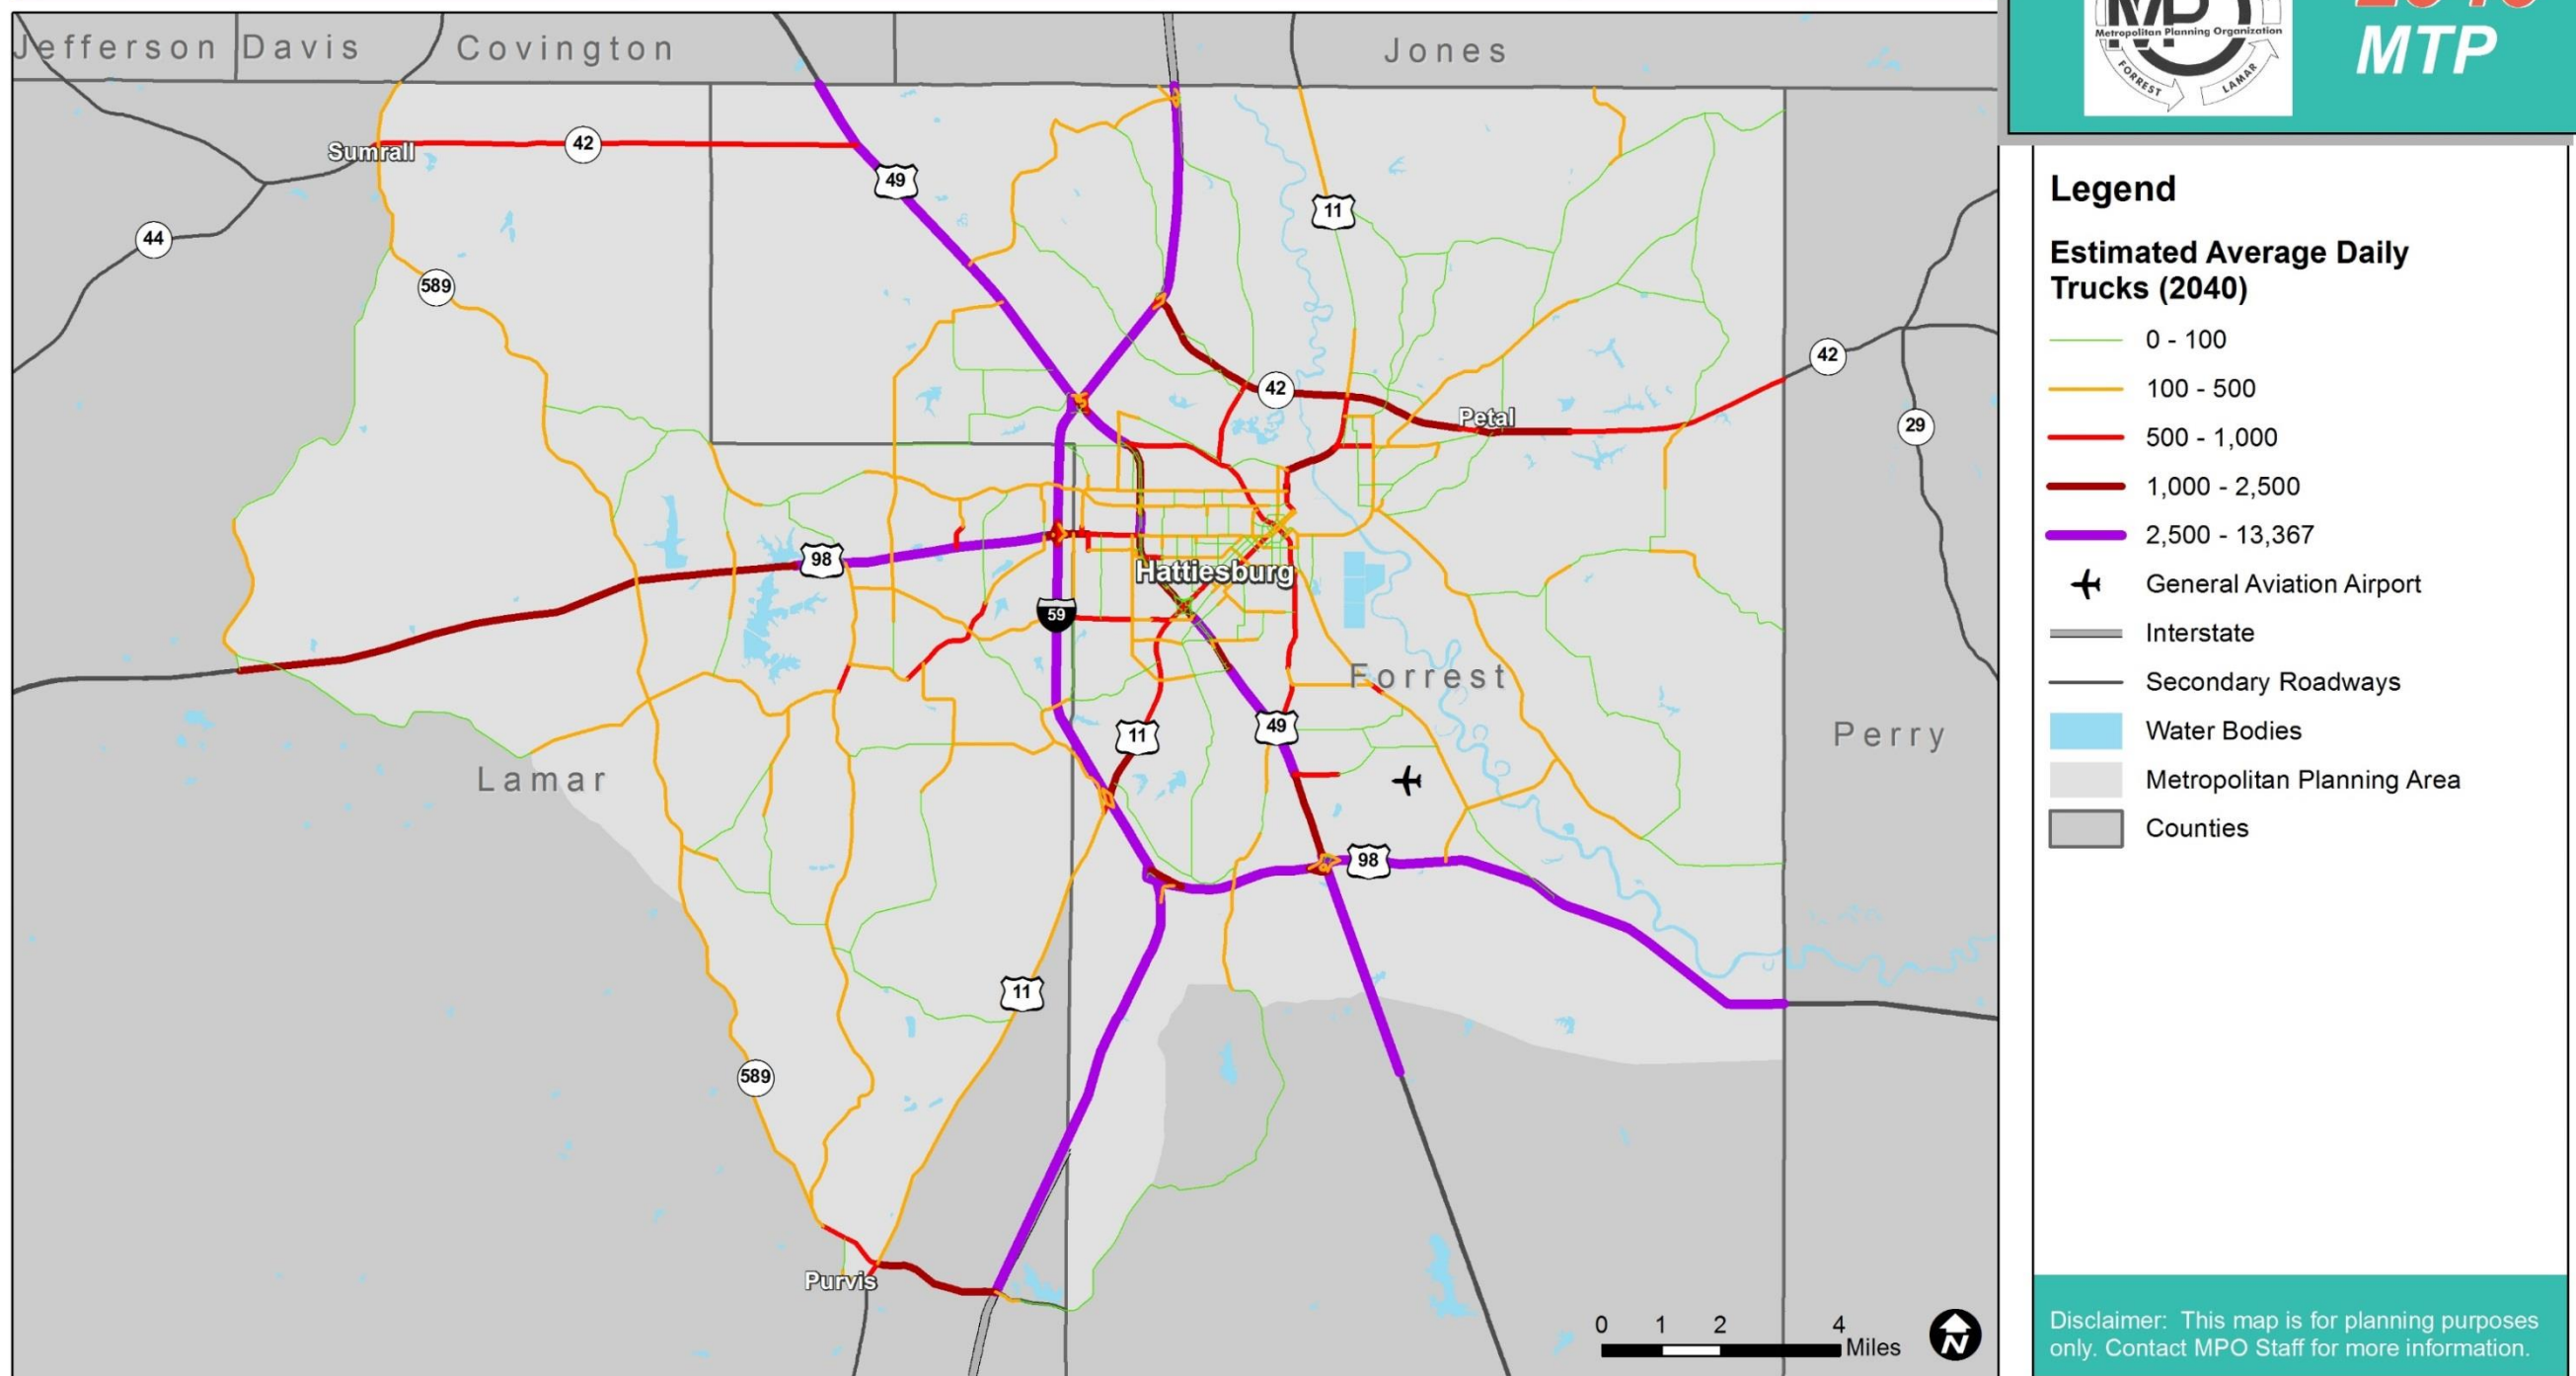 Jefferson Davis
Covington
Jones
Metropolitan Planning Organization
FORREST
LAMAR
MTP
Sumrall
42
49
11
44
589
42
42
Petal
29
98
Hattiesburg
59
Forrest
49
11
Perry
Lamar
98
11
589
Purvis
0 1 2 4
Miles
N
Legend
Estimated Average Daily
Trucks (2040)
0 - 100
100 - 500
500 - 1,000
1,000 - 2,500
2,500 - 13,367
General Aviation Airport
Interstate
Secondary Roadways
Water Bodies
Metropolitan Planning Area
Counties
Disclaimer: This map is for planning purposes
only. Contact MPO Staff for more information.